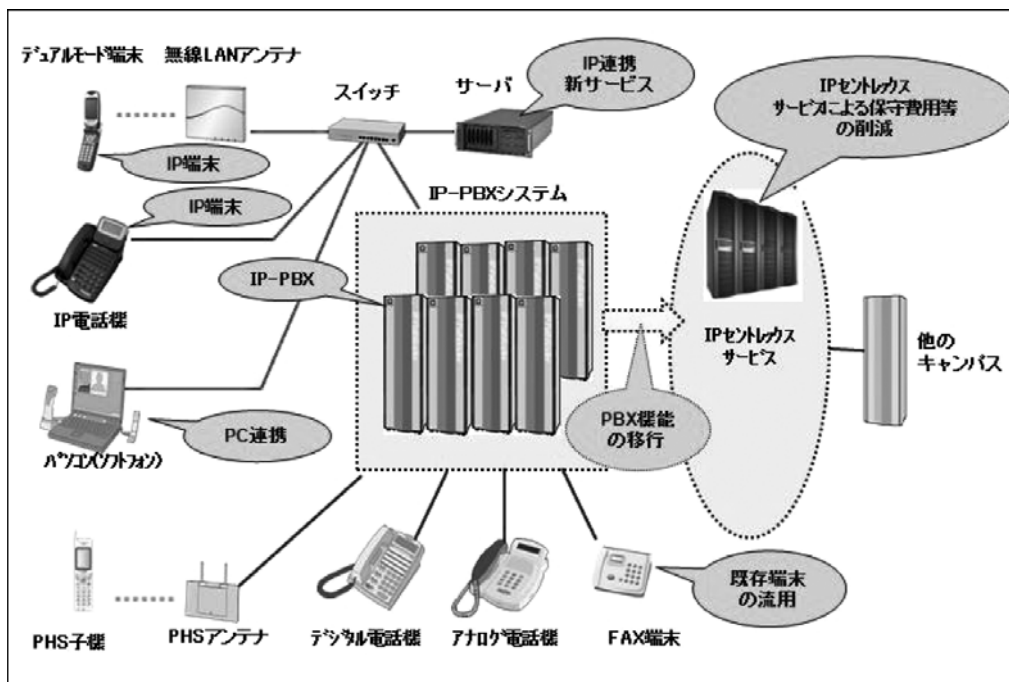 デュアルモード端末
無線LANアンテナ
スイッチ
サーバ
IP連携
新サービス
IPセントレックス
サービスによる保守費用等
の削減
IP端末
IP端末
IP-PBXシステム
IP-PBX
IP電話機
IPセントレックス
サービス
他の
キャンパス
PBX機能
の移行
PC連携
パソコン(ソフトフォン)
既存端末
の流用
PHS子機
PHSアンテナ
デジタル電話機
アナログ電話機
FAX端末